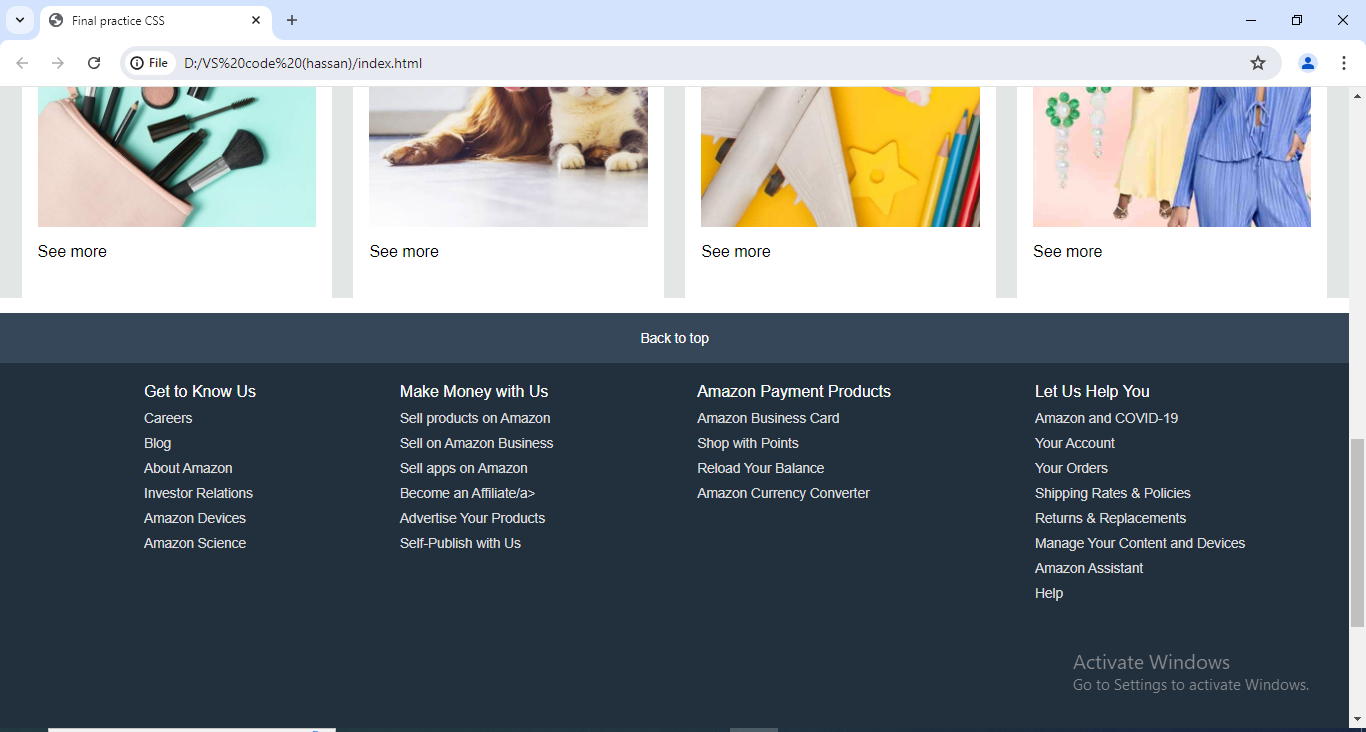 Final practice CSS
File D:/VS%20code%20(hassan)/index.html
See more See more See more See more
Back to top
Get to Know Us
Careers
Blog
About Amazon
Investor Relations
Amazon Devices
Amazon Science
Make Money with Us
Sell products on Amazon
Sell on Amazon Business
Sell apps on Amazon
Become an Affiliate/a>
Advertise Your Products
Self-Publish with Us
Amazon Payment Products
Amazon Business Card
Shop with Points
Reload Your Balance
Amazon Currency Converter
Let Us Help You
Amazon and COVID-19
Your Account
Your Orders
Shipping Rates & Policies
Returns & Replacements
Manage Your Content and Devices
Amazon Assistant
Help
Activate Windows
Go to Settings to activate Windows.